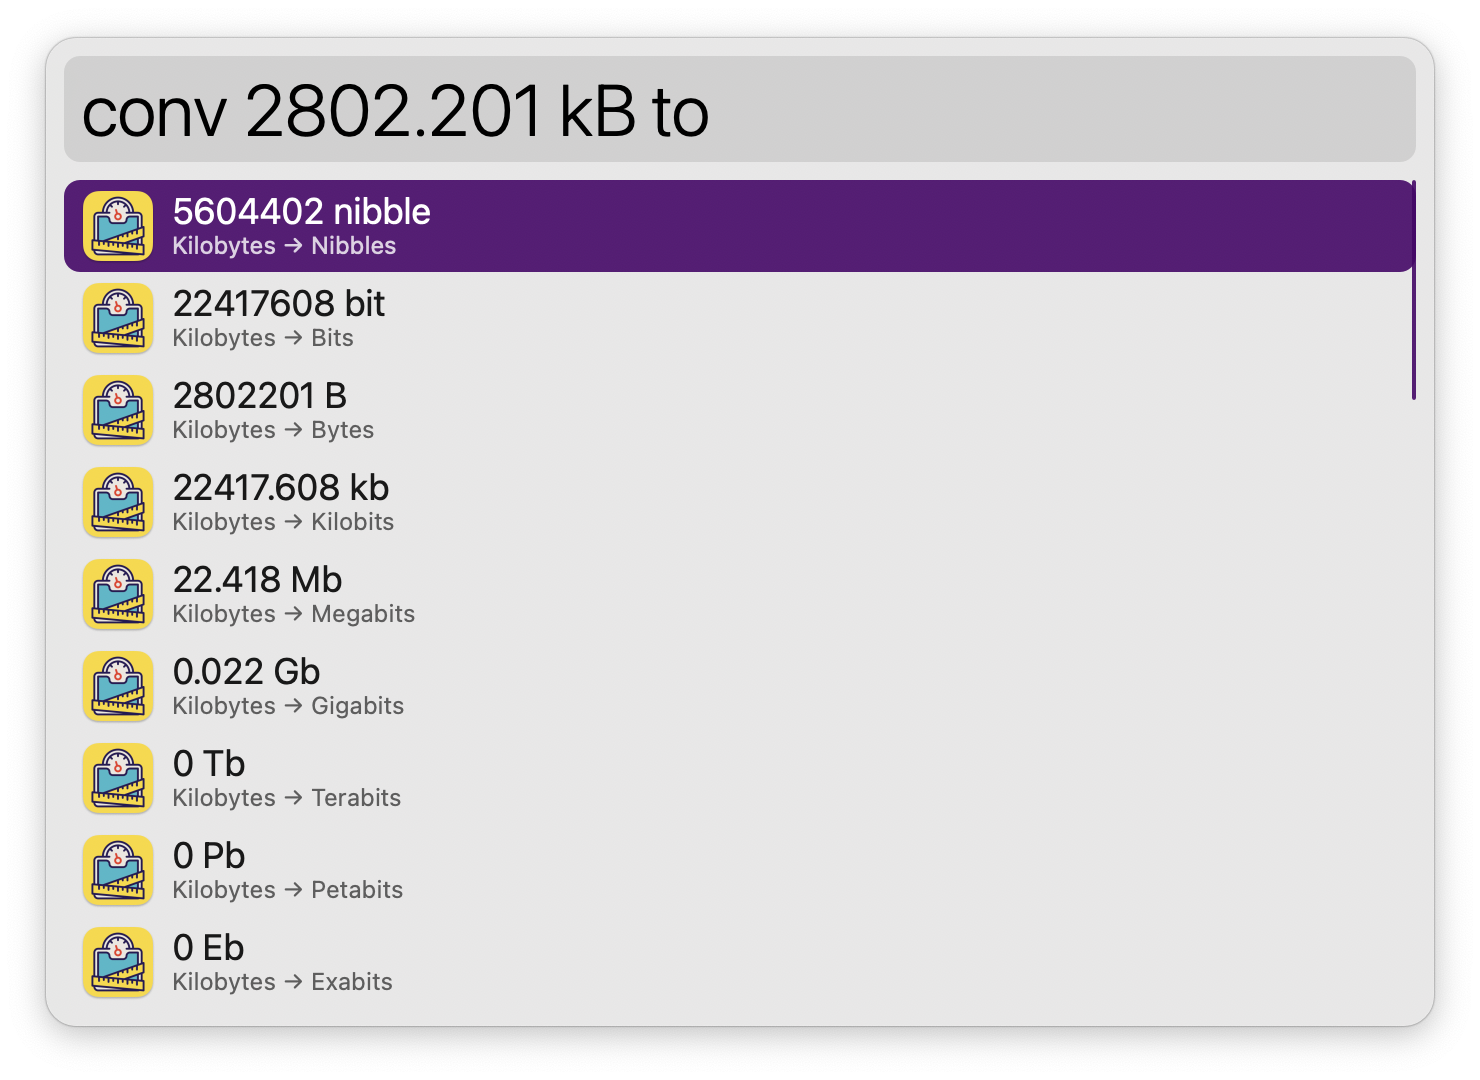 conv 2802.201 kB to
5604402 nibble
Kilobytes → Nibbles
22417608 bit
Kilobytes → Bits
2802201 B
Kilobytes → Bytes
22417.608 kb
Kilobytes → Kilobits
22.418 Mb
Kilobytes → Megabits
0.022 Gb
Kilobytes → Gigabits
0 Tb
Kilobytes → Terabits
0 Pb
Kilobytes → Petabits
0 Eb
Kilobytes → Exabits